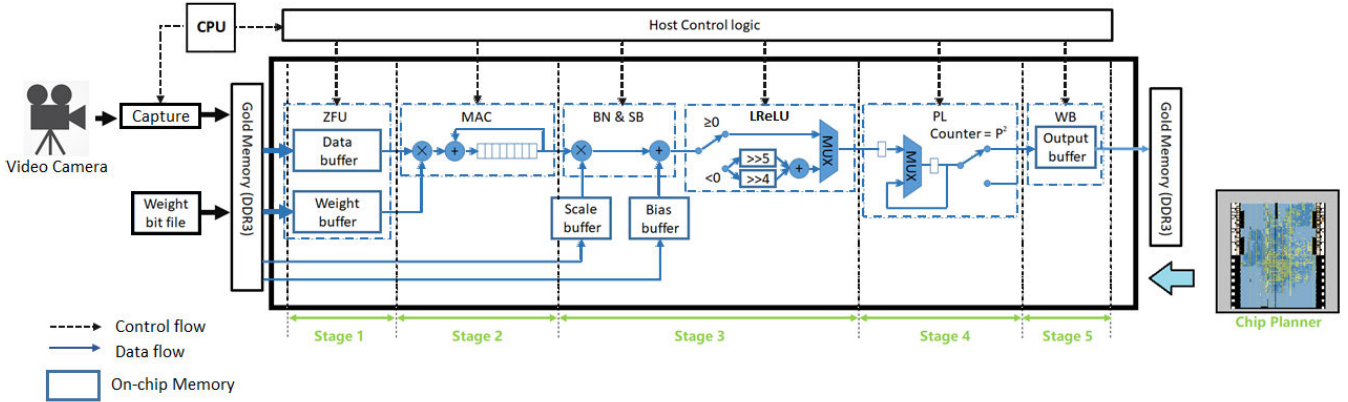 CPU
Host Control logic
Video Camera
Capture
Weight
bit file
Gold Memory (DDR3)
ZFU
Data
buffer
Weight
buffer
MAC
×
+
BN & SB
×
+
Scale
buffer
Bias
buffer
LReLU
≥0
<0
>>5
>>4
+
MUX
PL
Counter = P²
MUX
WB
Output
buffer
Gold Memory (DDR3)
Chip Planner
Stage 1
Stage 2
Stage 3
Stage 4
Stage 5
Control flow
Data flow
On-chip Memory